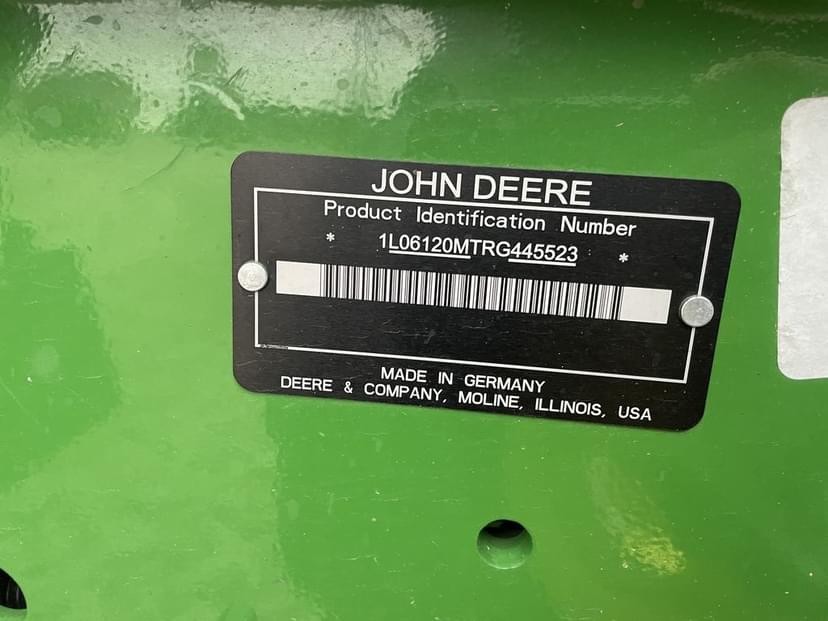 JOHN DEERE
Product Identification Number
* 1L06120MTRG445523 *
MADE IN GERMANY
DEERE & COMPANY, MOLINE, ILLINOIS, USA